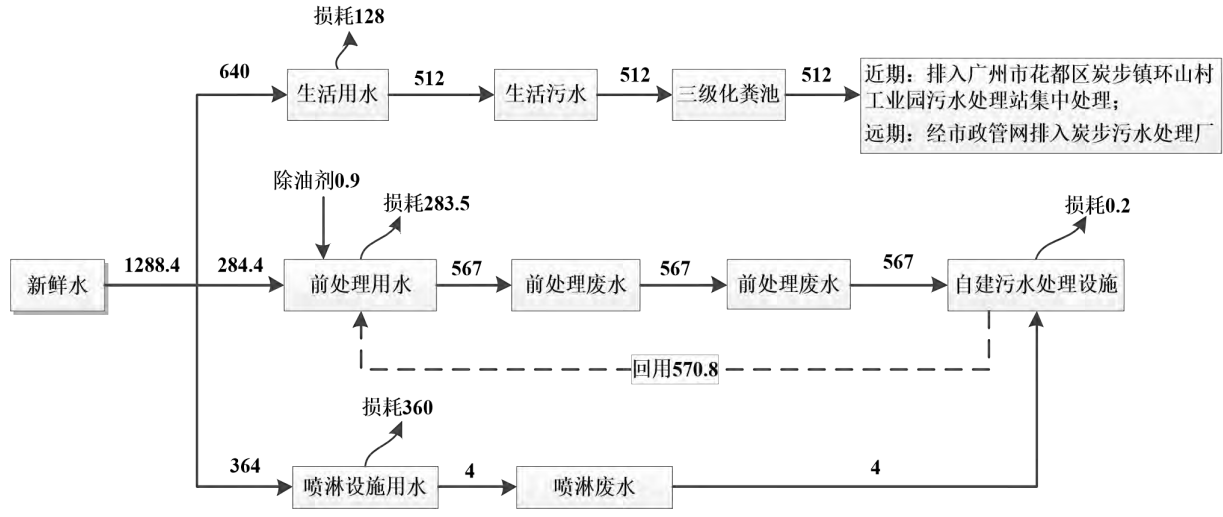 损耗128
640
生活用水
512
生活污水
512
三级化粪池
512
近期：排入广州市花都区炭步镇环山村
工业园污水处理站集中处理；
远期：经市政管网排入炭步污水处理厂
除油剂0.9
损耗283.5
损耗0.2
新鲜水
1288.4
284.4
前处理用水
567
前处理废水
567
前处理废水
567
自建污水处理设施
回用570.8
损耗360
364
喷淋设施用水
4
喷淋废水
4